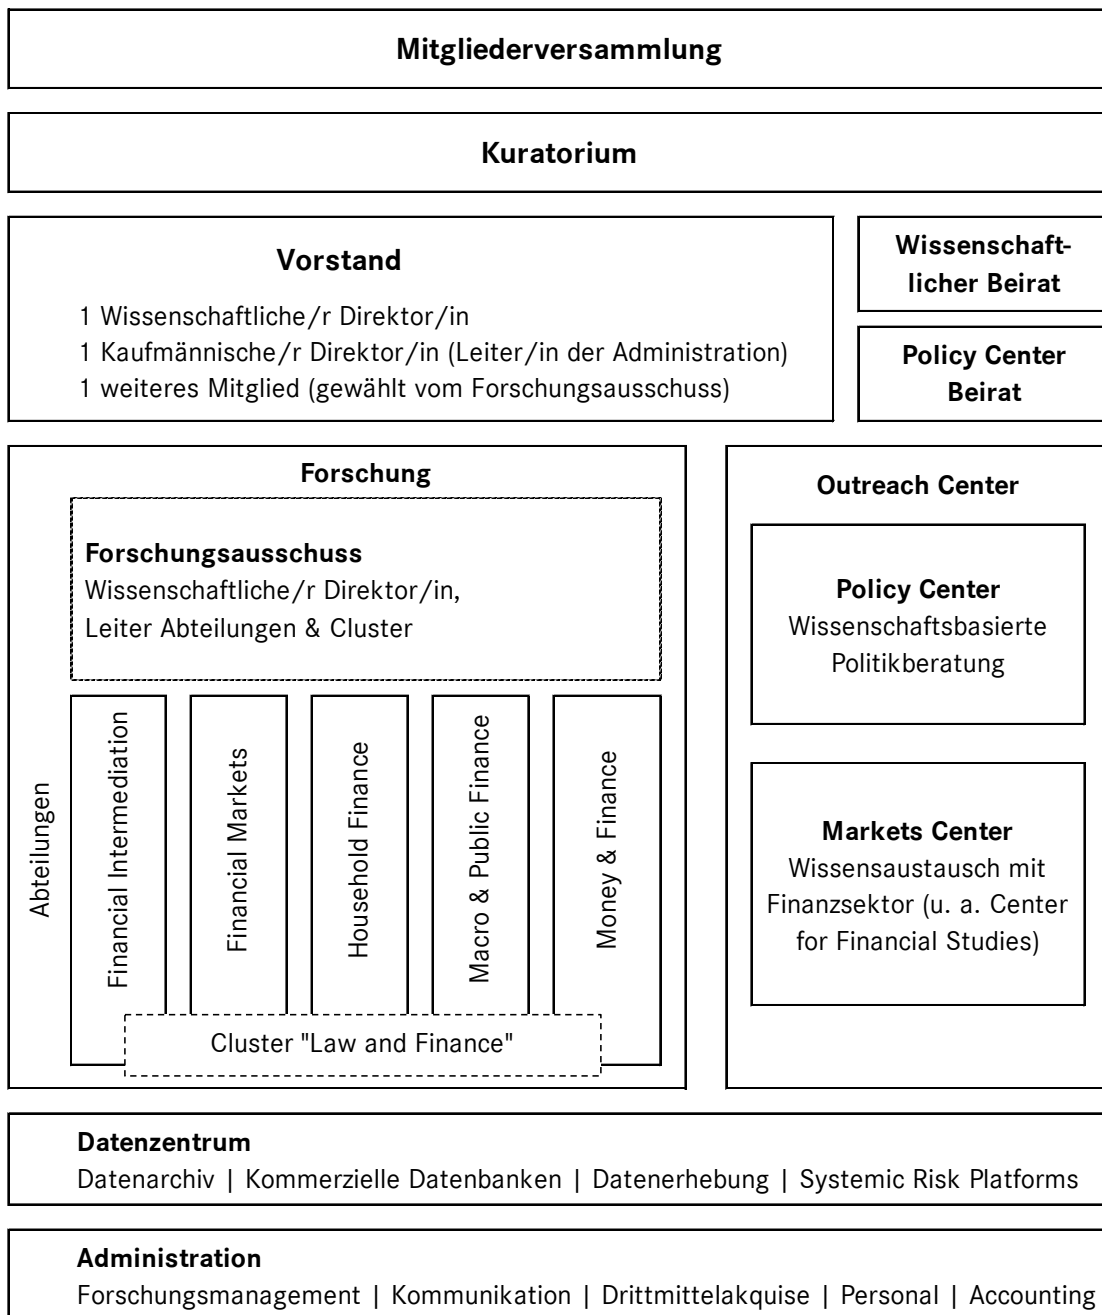 Mitgliederversammlung
Kuratorium
Vorstand
1 Wissenschaftliche/r Direktor/in
1 Kaufmännische/r Direktor/in (Leiter/in der Administration)
1 weiteres Mitglied (gewählt vom Forschungsausschuss)
Wissenschaft-
licher Beirat
Policy Center
Beirat
Forschung
Forschungsausschuss
Wissenschaftliche/r Direktor/in,
Leiter Abteilungen & Cluster
Abteilungen
Financial Intermediation
Financial Markets
Household Finance
Macro & Public Finance
Money & Finance
Cluster "Law and Finance"
Outreach Center
Policy Center
Wissenschaftsbasierte
Politikberatung
Markets Center
Wissensaustausch mit
Finanzsektor (u. a. Center
for Financial Studies)
Datenzentrum
Datenarchiv | Kommerzielle Datenbanken | Datenerhebung | Systemic Risk Platforms
Administration
Forschungsmanagement | Kommunikation | Drittmittelakquise | Personal | Accounting